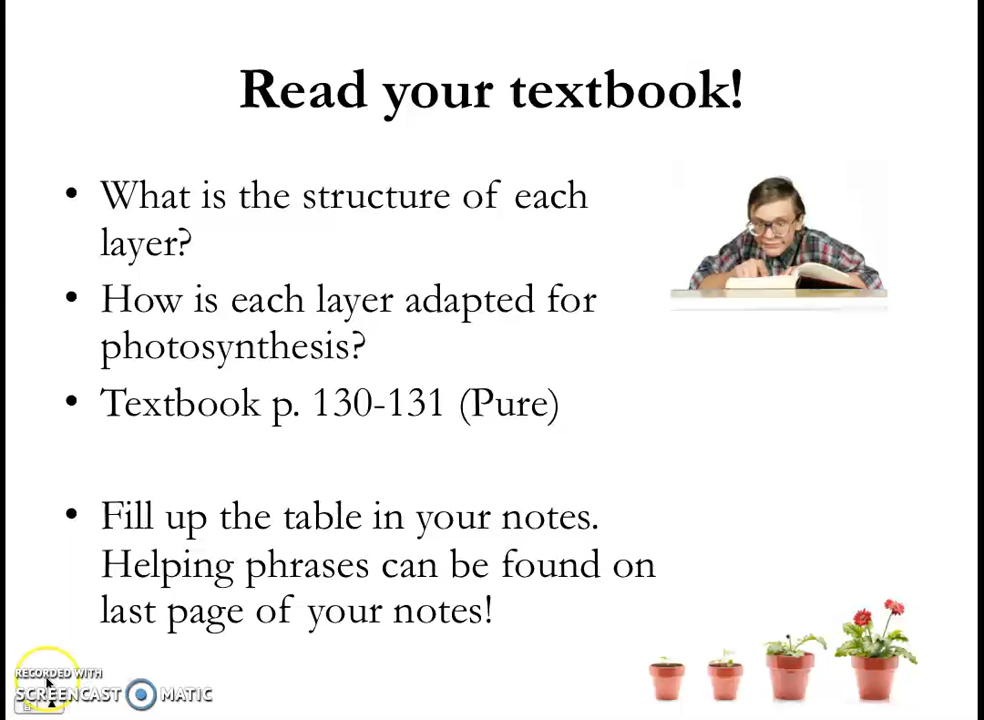 Read your textbook!
• What is the structure of each
layer?
• How is each layer adapted for
photosynthesis?
• Textbook p. 130-131 (Pure)
• Fill up the table in your notes.
Helping phrases can be found on
last page of your notes!
RECORDED WITH
SCREENCAST MATIC